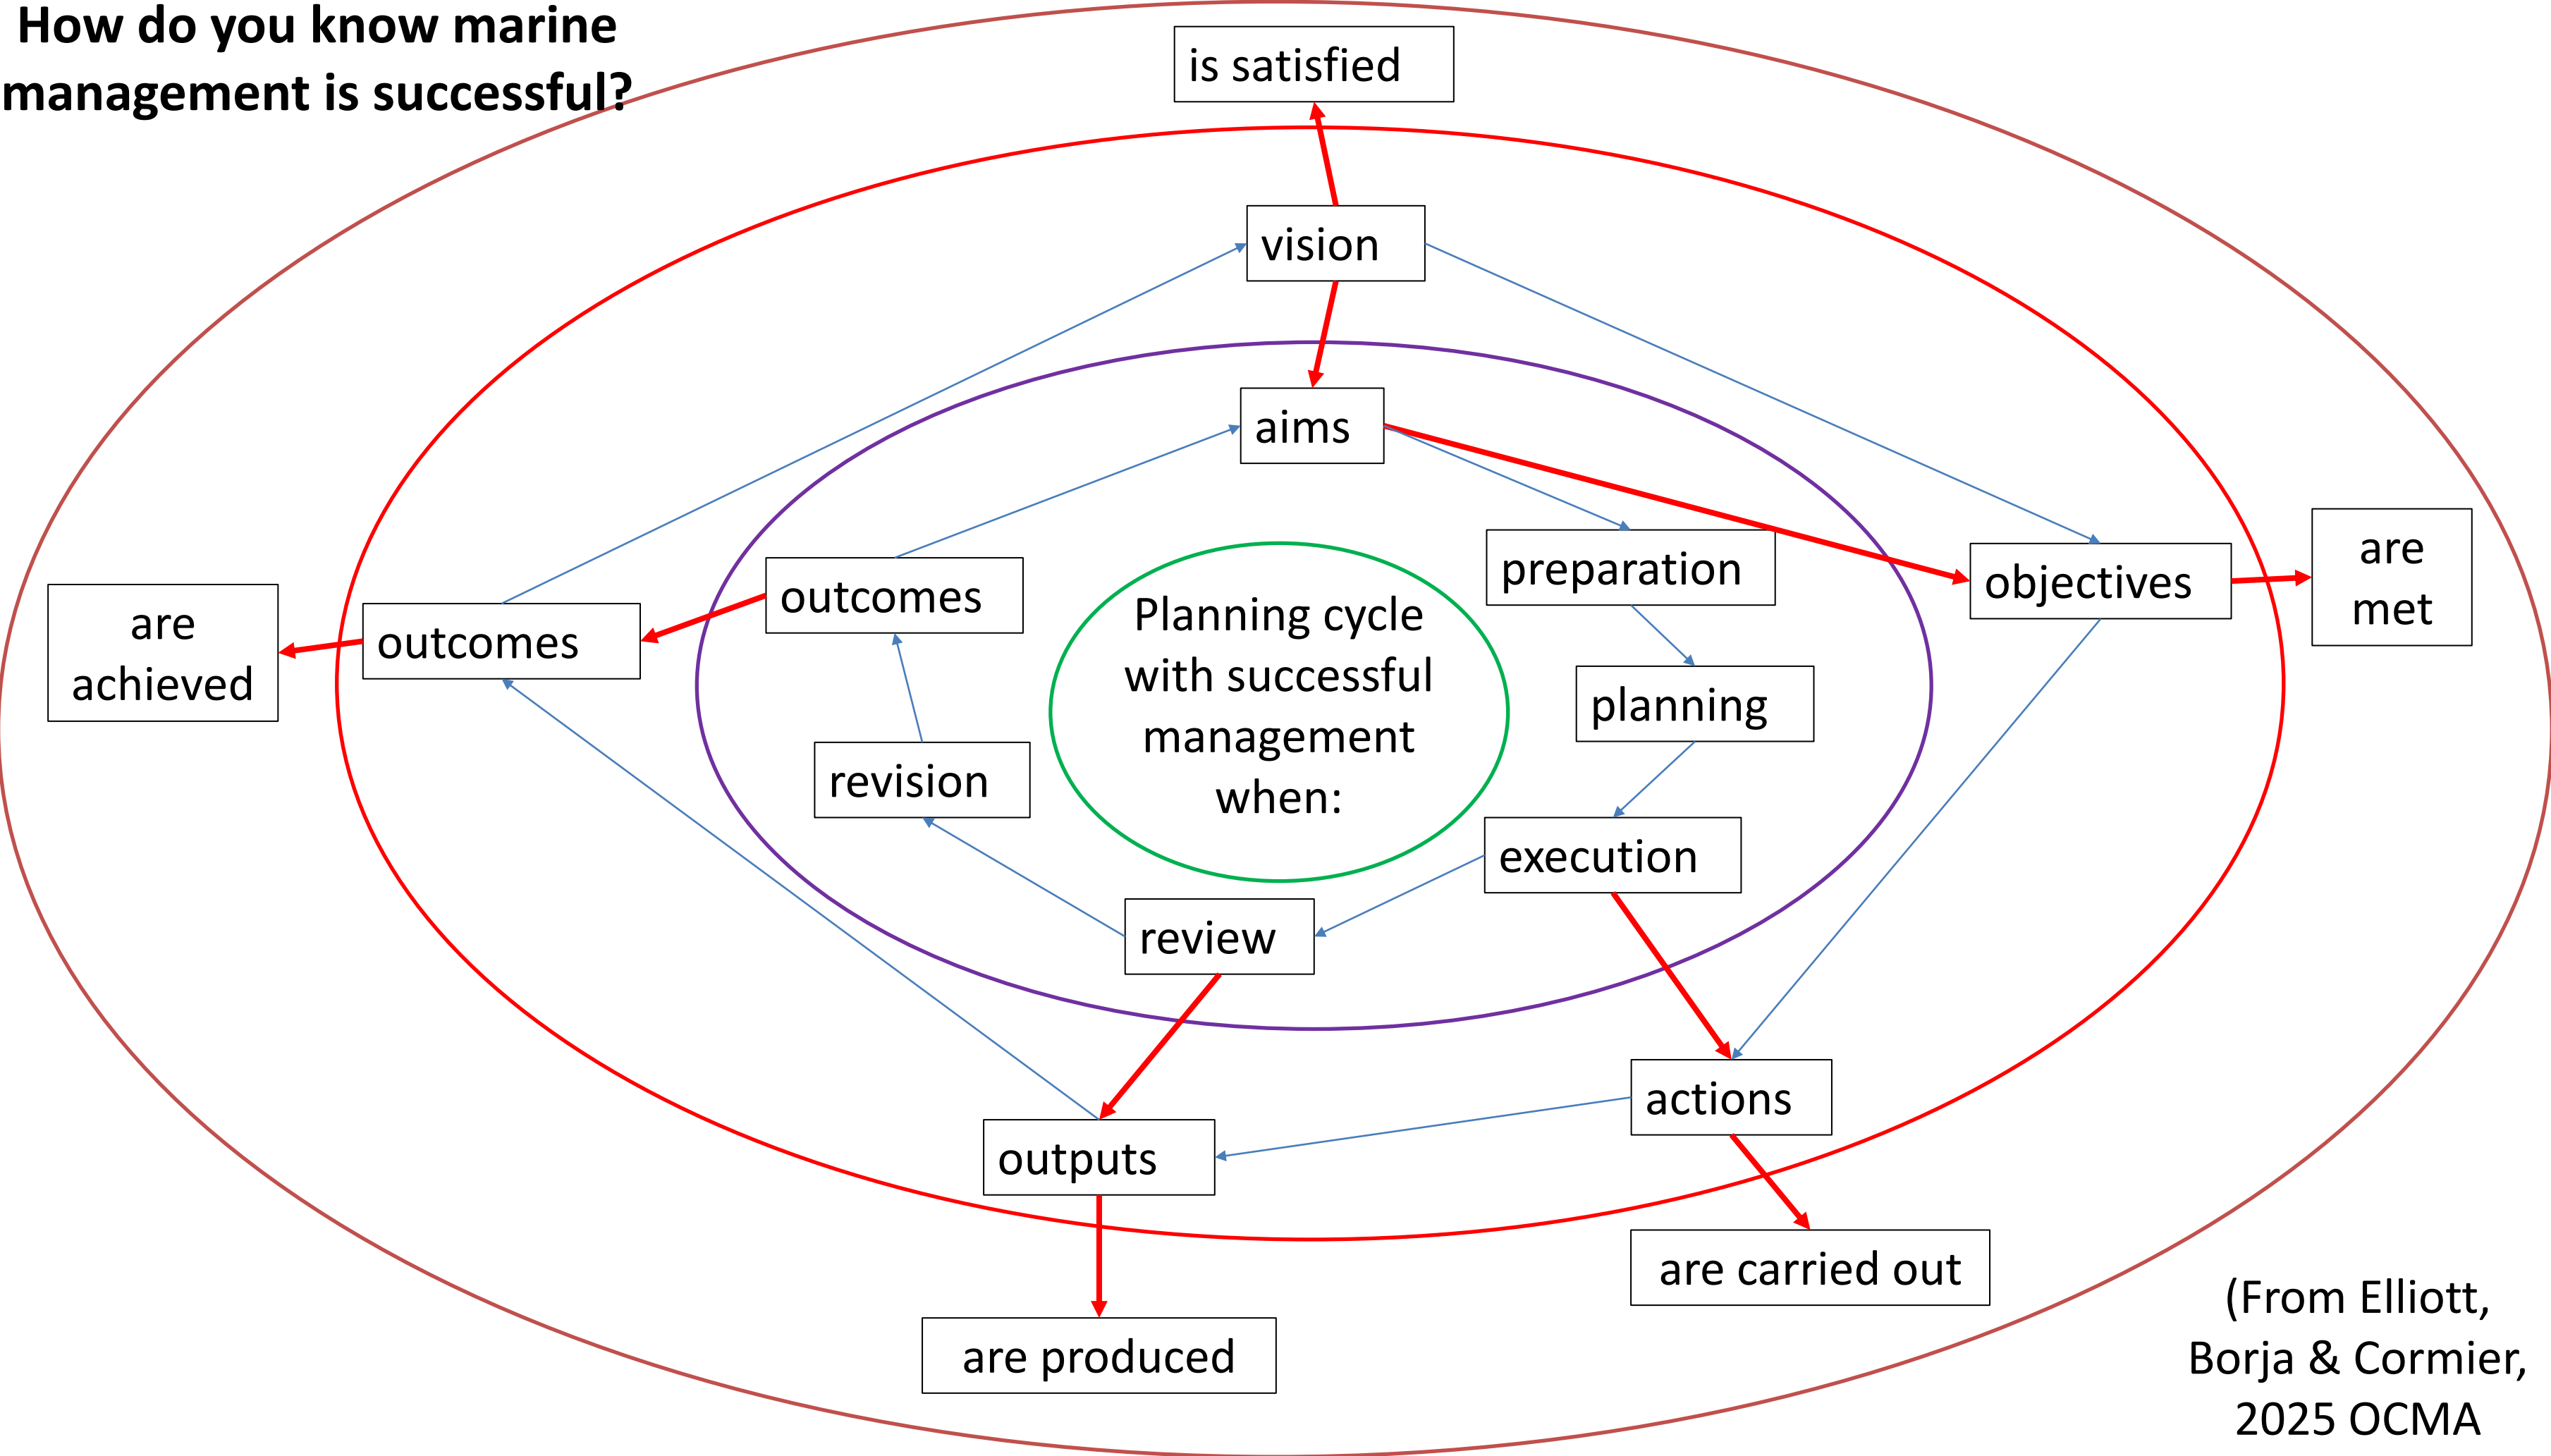 How do you know marine
management is successful?
is satisfied
vision
aims
preparation
planning
execution
review
revision
outcomes
Planning cycle
with successful
management
when:
objectives
are
met
actions
are carried out
outputs
are produced
outcomes
are
achieved
(From Elliott,
Borja & Cormier,
2025 OCMA